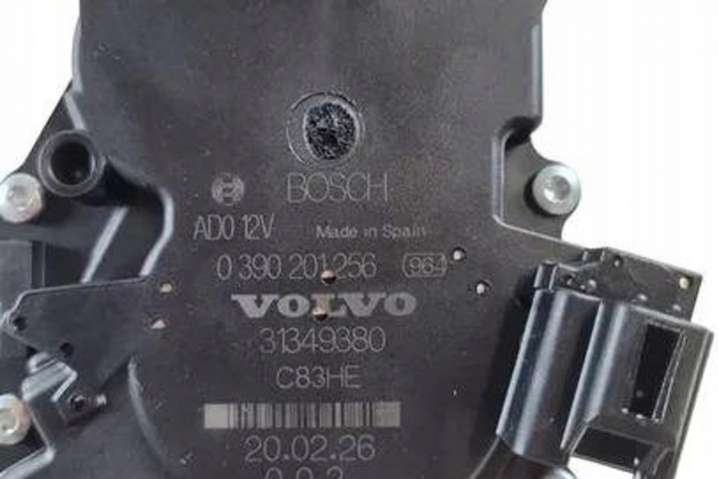 BOSCH
AD0 12V Made in Spain
0 390 201 256 964
VOLVO
31349380
C83HE
20.02.26